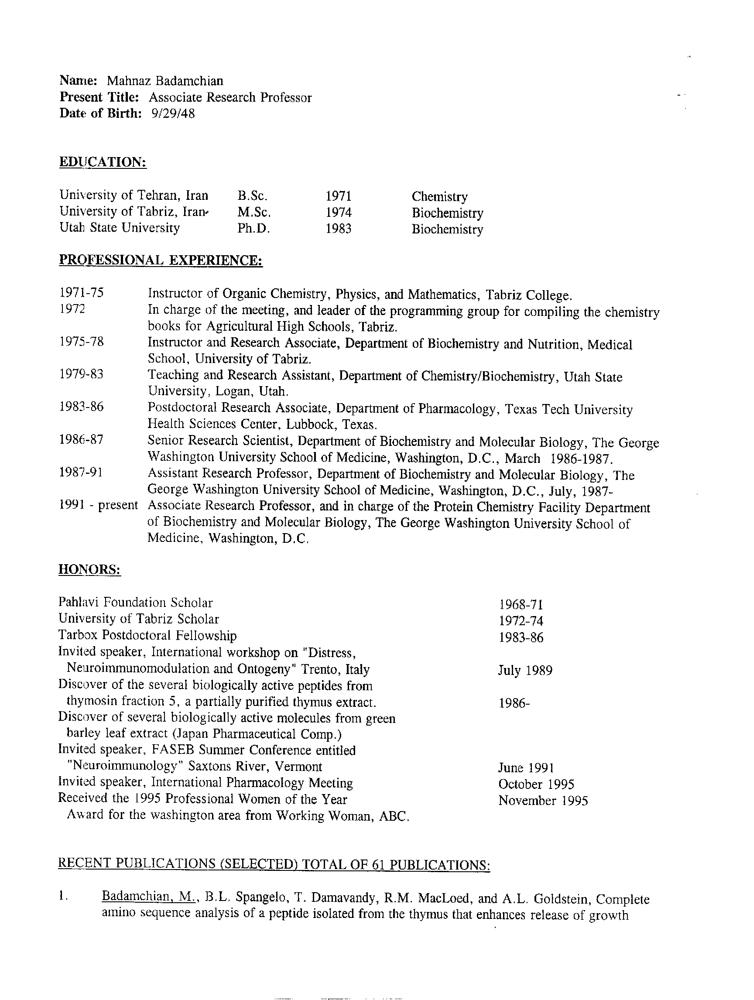 Name: Mahnaz Badamchian
Present Title: Associate Research Professor
Date of Birth: 9/29/48
EDUCATION:
University of Tehran, Iran B.Sc. 1971 Chemistry
University of Tabriz, Iran M.Sc. 1974 Biochemistry
Utah State University Ph.D. 1983 Biochemistry
PROFESSIONAL EXPERIENCE:
1971-75 Instructor of Organic Chemistry, Physics, and Mathematics, Tabriz College.
1972 In charge of the meeting, and leader of the programming group for compiling the chemistry
books for Agricultural High Schools, Tabriz.
1975-78 Instructor and Research Associate, Department of Biochemistry and Nutrition, Medical
School, University of Tabriz.
1979-83 Teaching and Research Assistant, Department of Chemistry/Biochemistry, Utah State
University, Logan, Utah.
1983-86 Postdoctoral Research Associate, Department of Pharmacology, Texas Tech University
Health Sciences Center, Lubbock, Texas.
1986-87 Senior Research Scientist, Department of Biochemistry and Molecular Biology, The George
Washington University School of Medicine, Washington, D.C., March 1986-1987.
1987-91 Assistant Research Professor, Department of Biochemistry and Molecular Biology, The
George Washington University School of Medicine, Washington, D.C., July, 1987-
1991 - present Associate Research Professor, and in charge of the Protein Chemistry Facility Department
of Biochemistry and Molecular Biology, The George Washington University School of
Medicine, Washington, D.C.
HONORS:
Pahlavi Foundation Scholar 1968-71
University of Tabriz Scholar 1972-74
Tarbox Postdoctoral Fellowship 1983-86
Invited speaker, International workshop on "Distress,
Neuroimmunomodulation and Ontogeny" Trento, Italy July 1989
Discover of the several biologically active peptides from
thymosin fraction 5, a partially purified thymus extract. 1986-
Discover of several biologically active molecules from green
barley leaf extract (Japan Pharmaceutical Comp.)
Invited speaker, FASEB Summer Conference entitled
"Neuroimmunology" Saxtons River, Vermont June 1991
Invited speaker, International Pharmacology Meeting October 1995
Received the 1995 Professional Women of the Year November 1995
Award for the washington area from Working Woman, ABC.
RECENT PUBLICATIONS (SELECTED) TOTAL OF 61 PUBLICATIONS:
1. Badamchian, M., B.L. Spangelo, T. Damavandy, R.M. MacLoed, and A.L. Goldstein, Complete
amino sequence analysis of a peptide isolated from the thymus that enhances release of growth